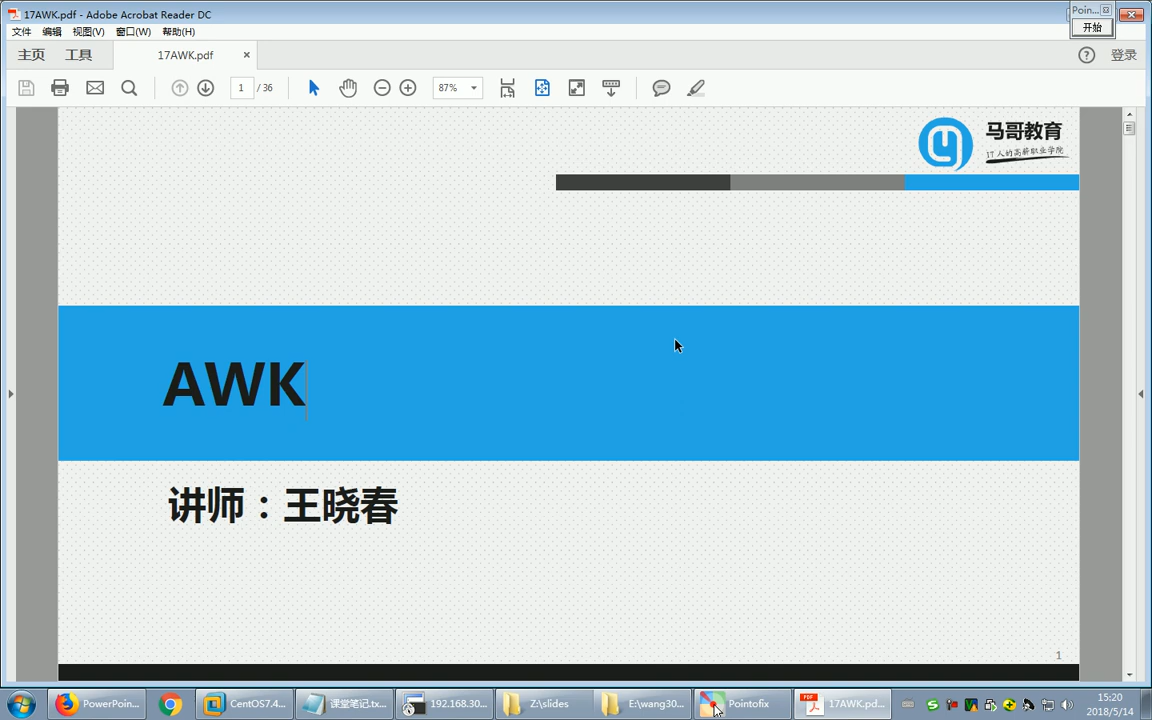 17AWK.pdf - Adobe Acrobat Reader DC
Poin...
开始
文件 编辑 视图(V) 窗口(W) 帮助(H)
主页 工具 17AWK.pdf
登录
1 / 36 87%
马哥教育
IT人的高薪职业学院
AWK
讲师：王晓春
1
PowerPoin... CentOS7.4... 课堂笔记.tx... 192.168.30... Z:\slides E:\wang30... Pointofix 17AWK.pd...
15:20
2018/5/14